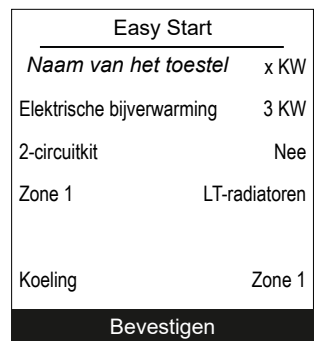 Easy Start
Naam van het toestel x KW
Elektrische bijverwarming 3 KW
2-circuitkit Nee
Zone 1 LT-radiatoren
Koeling Zone 1
Bevestigen